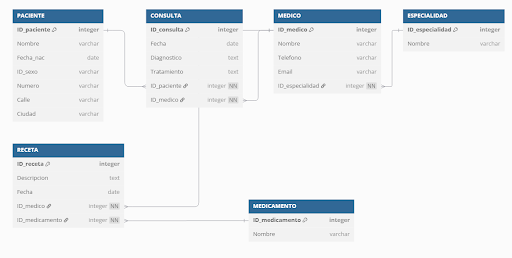 PACIENTE
ID_paciente integer
Nombre varchar
Fecha_nac date
ID_sexo varchar
Numero varchar
Calle varchar
Ciudad varchar
CONSULTA
ID_consulta integer
Fecha date
Diagnostico text
Tratamiento text
ID_paciente integer NN
ID_medico integer NN
MEDICO
ID_medico integer
Nombre varchar
Telefono varchar
Email varchar
ID_especialidad integer NN
ESPECIALIDAD
ID_especialidad integer
Nombre varchar
RECETA
ID_receta integer
Descripcion text
Fecha date
ID_medico integer NN
ID_medicamento integer NN
MEDICAMENTO
ID_medicamento integer
Nombre varchar